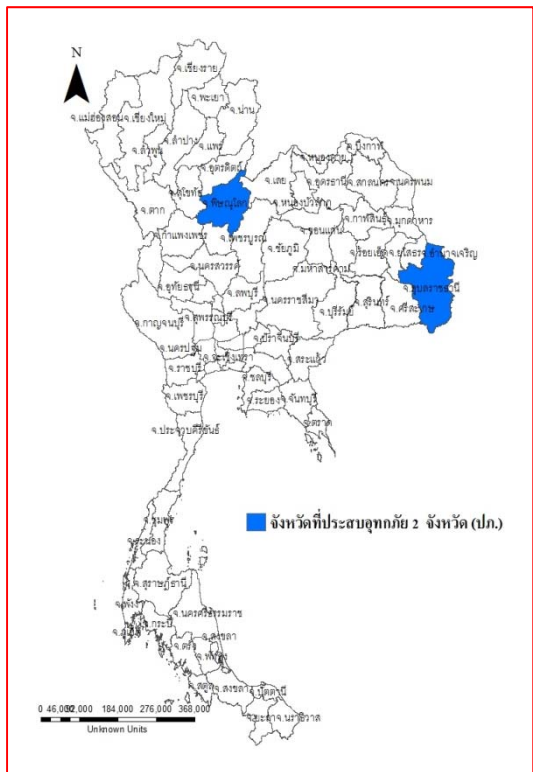 N
จ.เชียงราย
จ.พะเยา
จ.น่าน
จ.แม่ฮ่องสอน
จ.เชียงใหม่
จ.ลำปาง
จ.แพร่
จ.ลำพูน
จ.อุตรดิตถ์
จ.สุโขทัย
จ.พิษณุโลก
จ.ตาก
จ.กำแพงเพชร
จ.เพชรบูรณ์
จ.เลย
จ.หนองคาย
จ.บึงกาฬ
จ.อุดรธานี
จ.สกลนคร
จ.นครพนม
จ.หนองบัวลำภู
จ.ขอนแก่น
จ.กาฬสินธุ์
จ.มุกดาหาร
จ.ชัยภูมิ
จ.มหาสารคาม
จ.ร้อยเอ็ด
จ.ยโสธร
จ.อำนาจเจริญ
จ.อุบลราชธานี
จ.ศรีสะเกษ
จ.สุรินทร์
จ.บุรีรัมย์
จ.นครราชสีมา
จ.นครสวรรค์
จ.อุทัยธานี
จ.ลพบุรี
จ.สุพรรณบุรี
จ.กาญจนบุรี
จ.ปราจีนบุรี
จ.นครปฐม
จ.ฉะเชิงเทรา
จ.สระแก้ว
จ.ราชบุรี
จ.ชลบุรี
จ.เพชรบุรี
จ.ระยอง
จ.จันทบุรี
จ.ตราด
จ.ประจวบคีรีขันธ์
จ.ชุมพร
จ.ระนอง
จังหวัดที่ประสบอุทกภัย 2 จังหวัด (ปภ.)
จ.สุราษฎ์ธานี
จ.พังงา
จ.นครศรีธรรมราช
จ.ภูเก็ต
จ.กระบี่
จ.สงขลา
จ.ตรัง
จ.พัทลุง
จ.สตูล
จ.สงขลา
จ.ปัตตานี
จ.ยะลา
จ.นราธิวาส
0 46,000 92,000 184,000 276,000 368,000
Unknown Units